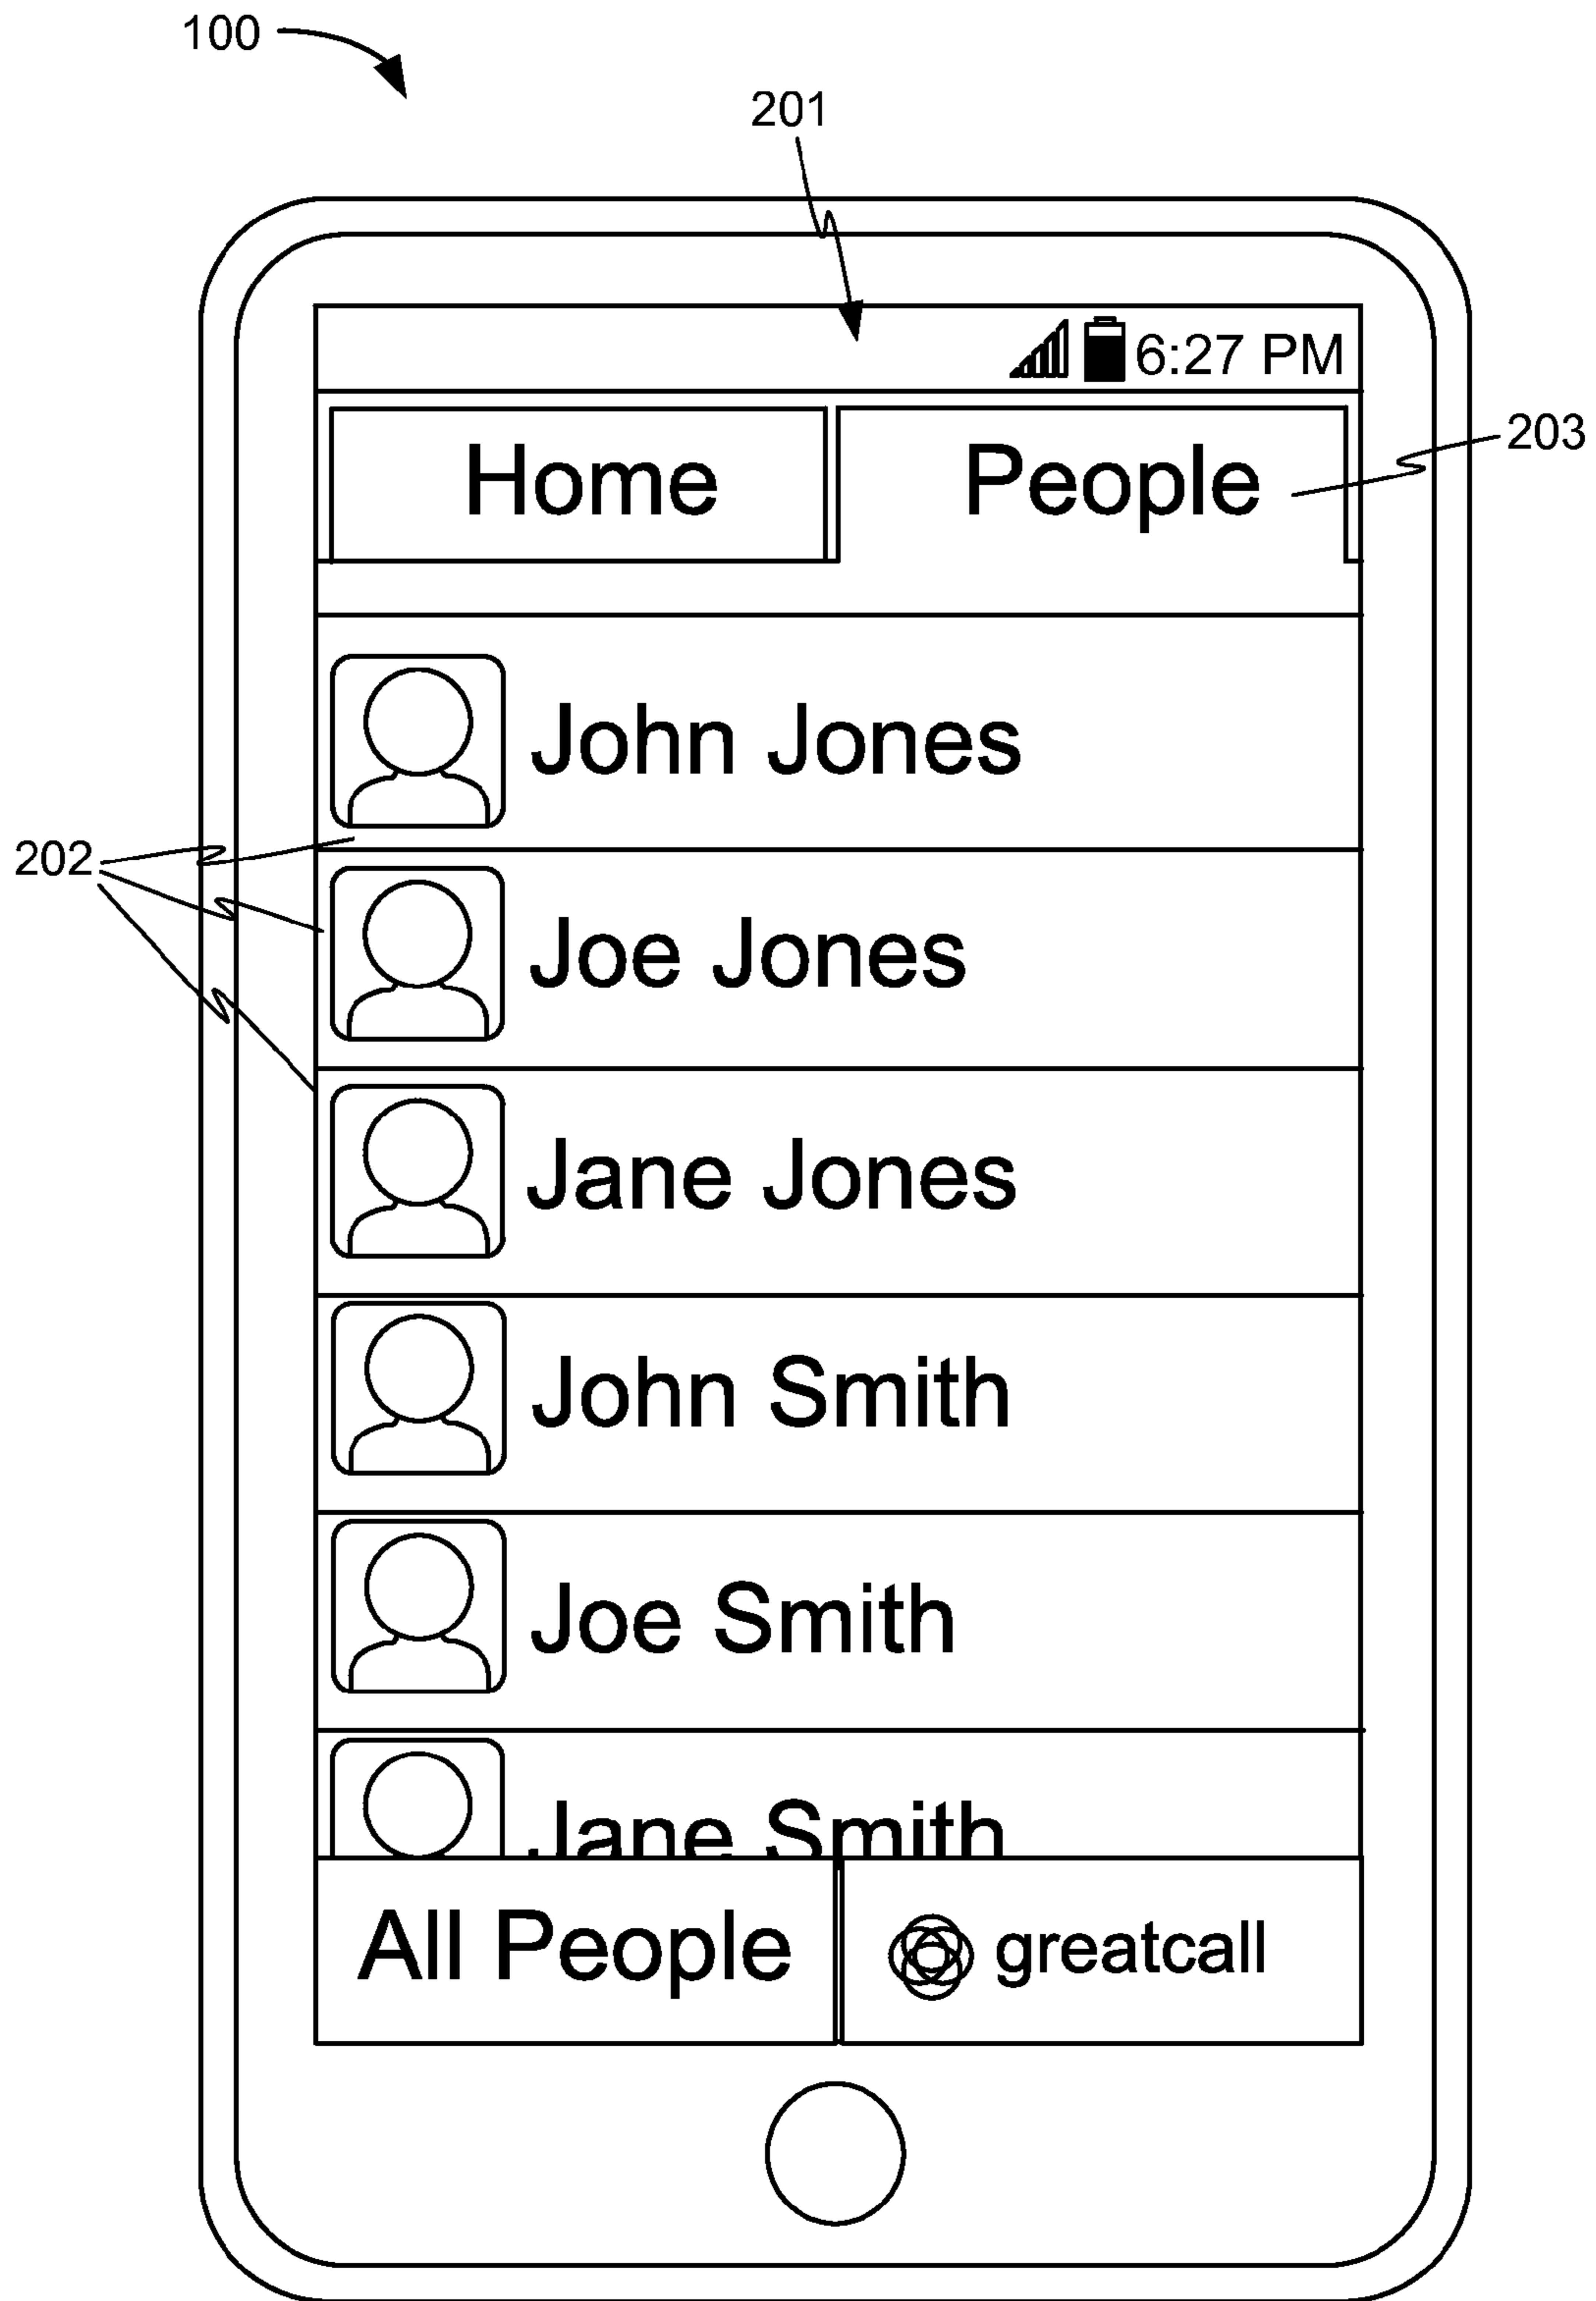 100
201
6:27 PM
Home People
203
John Jones
202
Joe Jones
Jane Jones
John Smith
Joe Smith
Jane Smith
All People greatcall